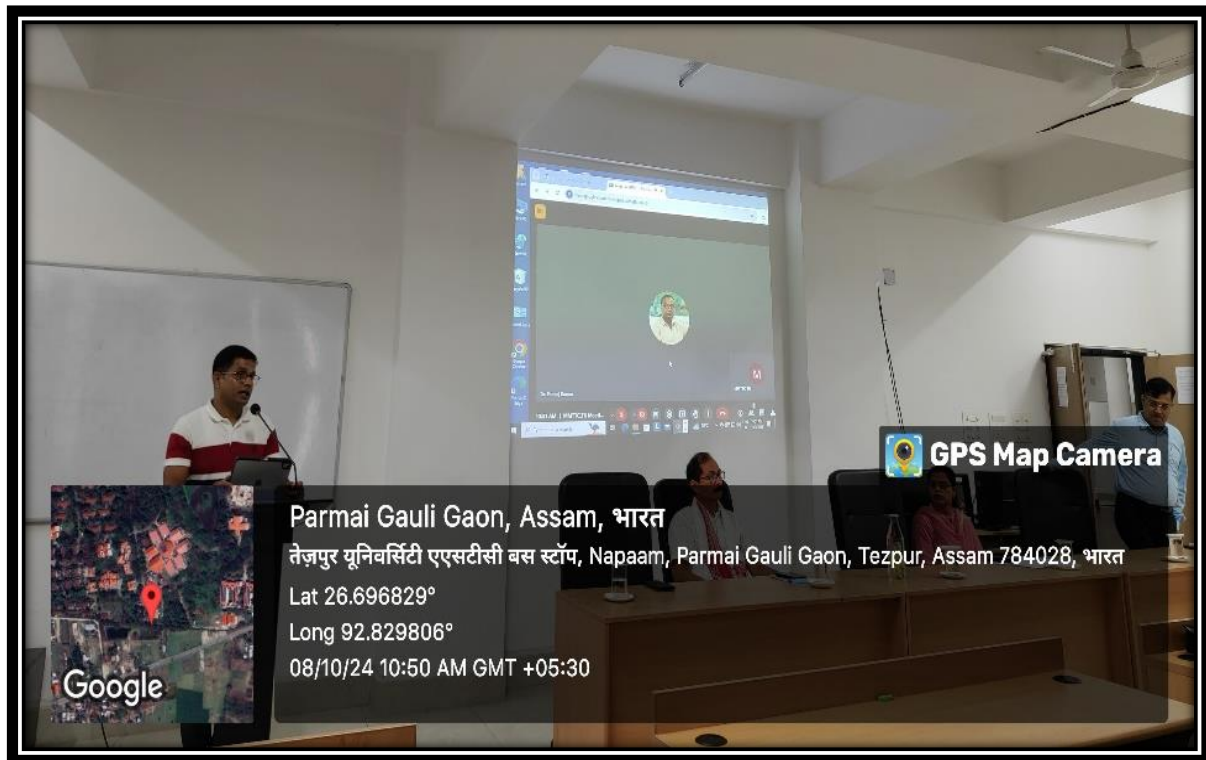 GPS Map Camera
Parmai Gauli Gaon, Assam, भारत
तेज़पुर यूनिवर्सिटी एएसटीसी बस स्टॉप, Napaam, Parmai Gauli Gaon, Tezpur, Assam 784028, भारत
Lat 26.696829°
Long 92.829806°
08/10/24 10:50 AM GMT +05:30
Google